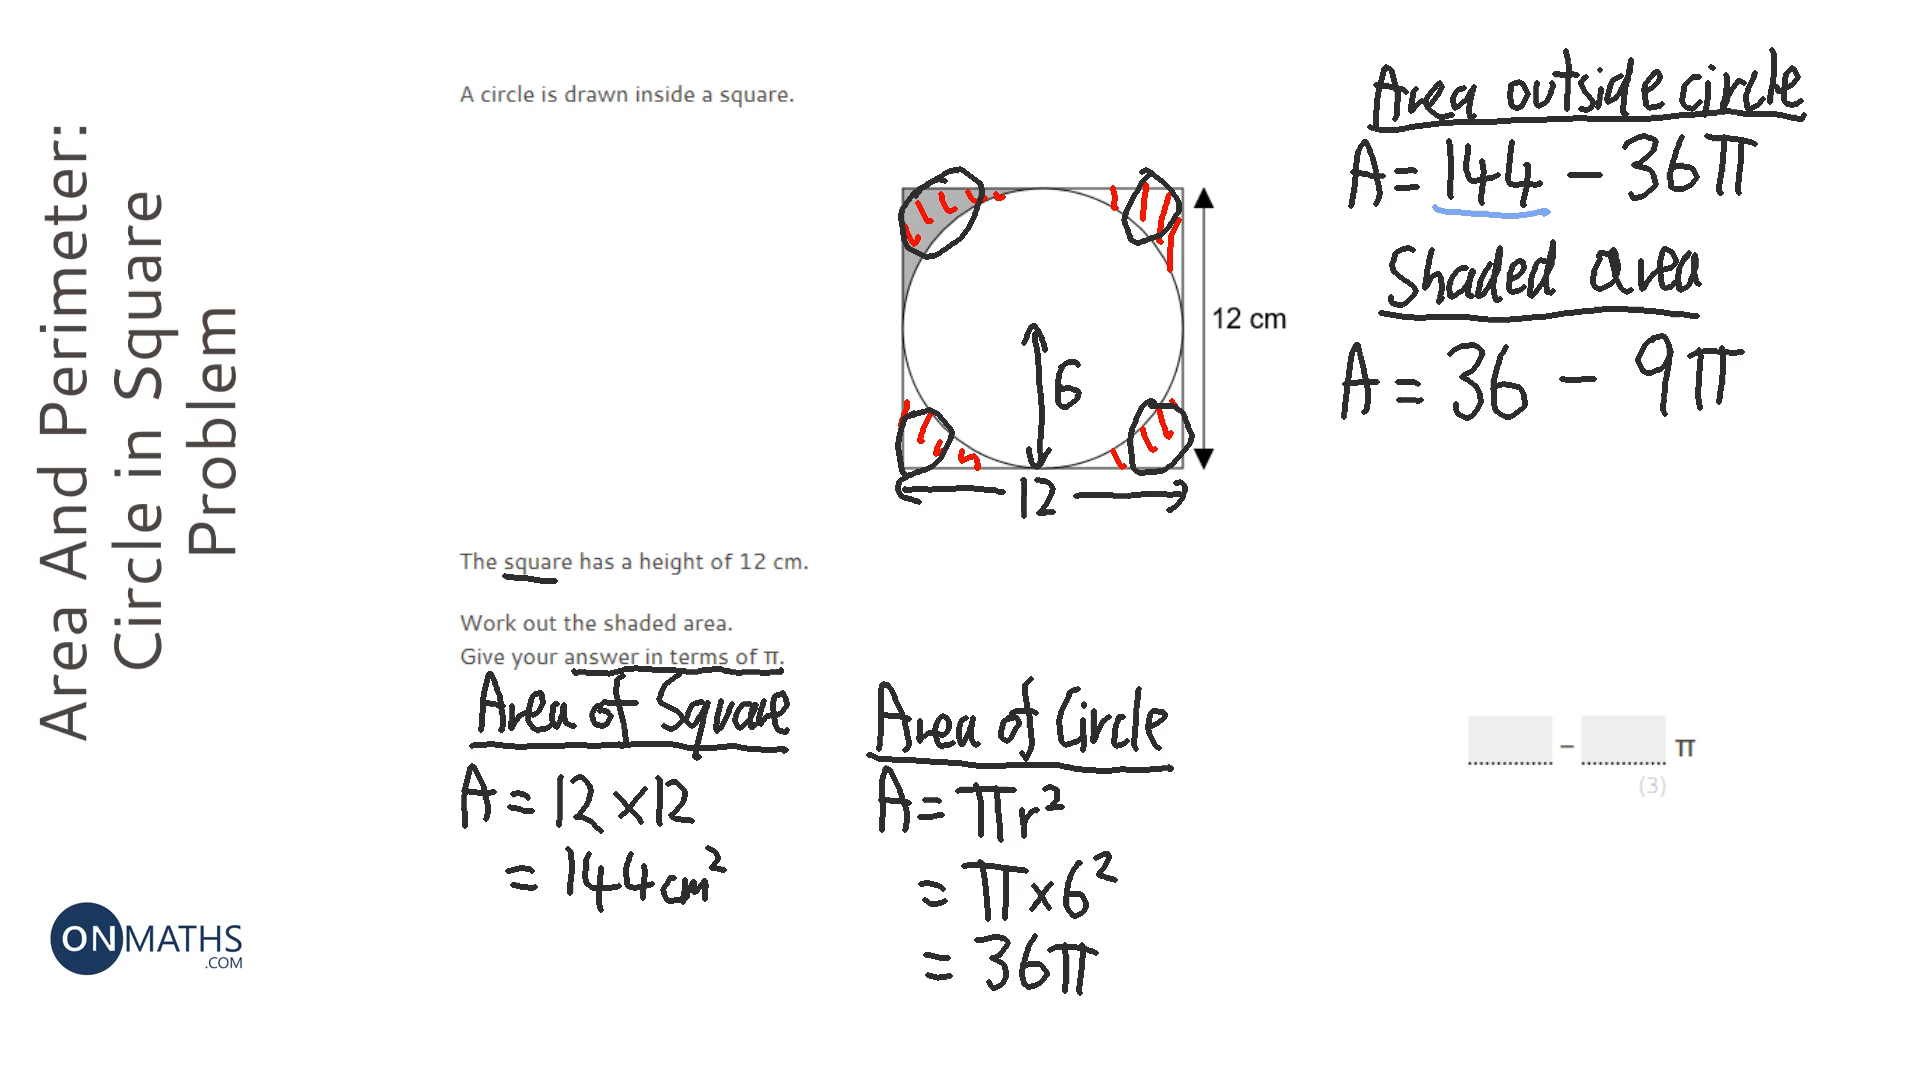 Area And Perimeter:
Circle in Square
Problem
A circle is drawn inside a square.
12 cm
6
12
The square has a height of 12 cm.
Work out the shaded area.
Give your answer in terms of π.
Area of Square
A = 12 × 12
= 144cm²
Area of Circle
A = πr²
= π × 6²
= 36π
Area outside circle
A = 144 − 36π
Shaded area
A = 36 − 9π
− π
(3)
ONMATHS
.COM